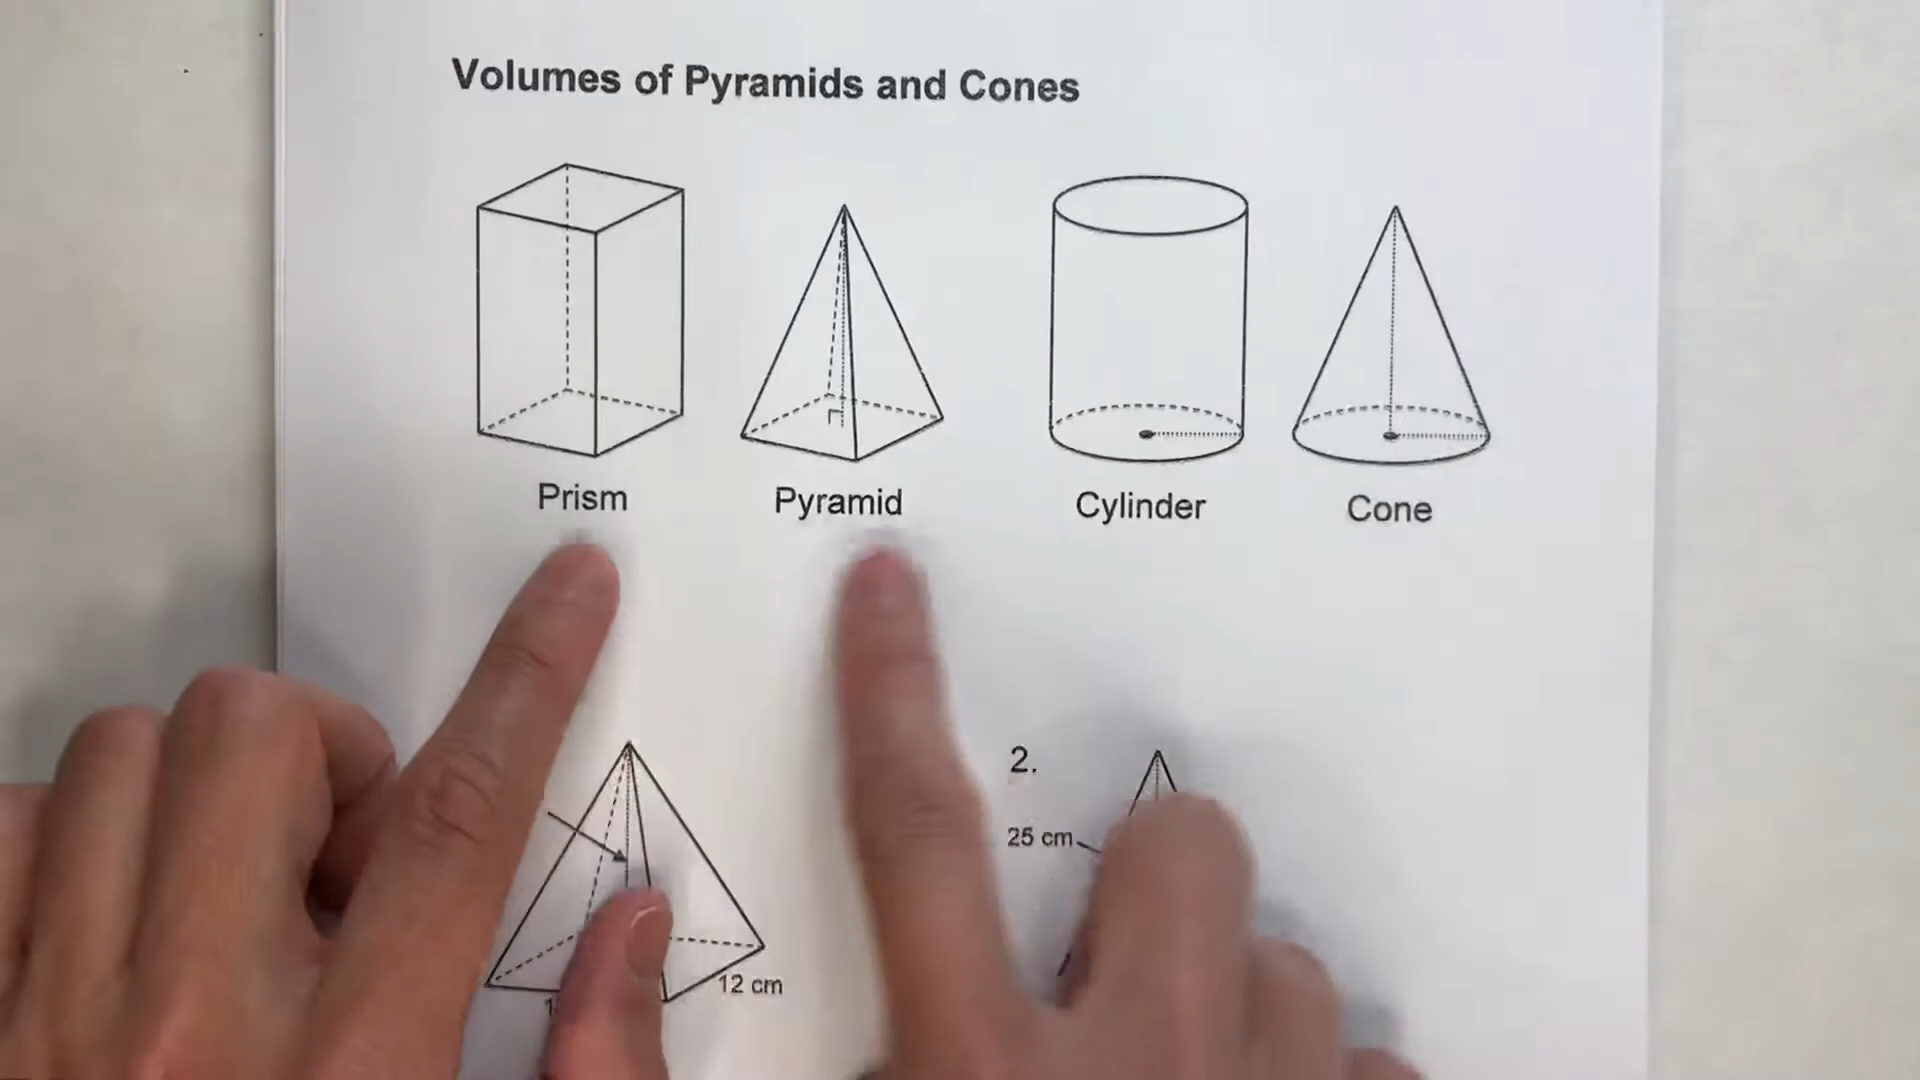 Volumes of Pyramids and Cones
Prism
Pyramid
Cylinder
Cone
2.
25 cm
12 cm